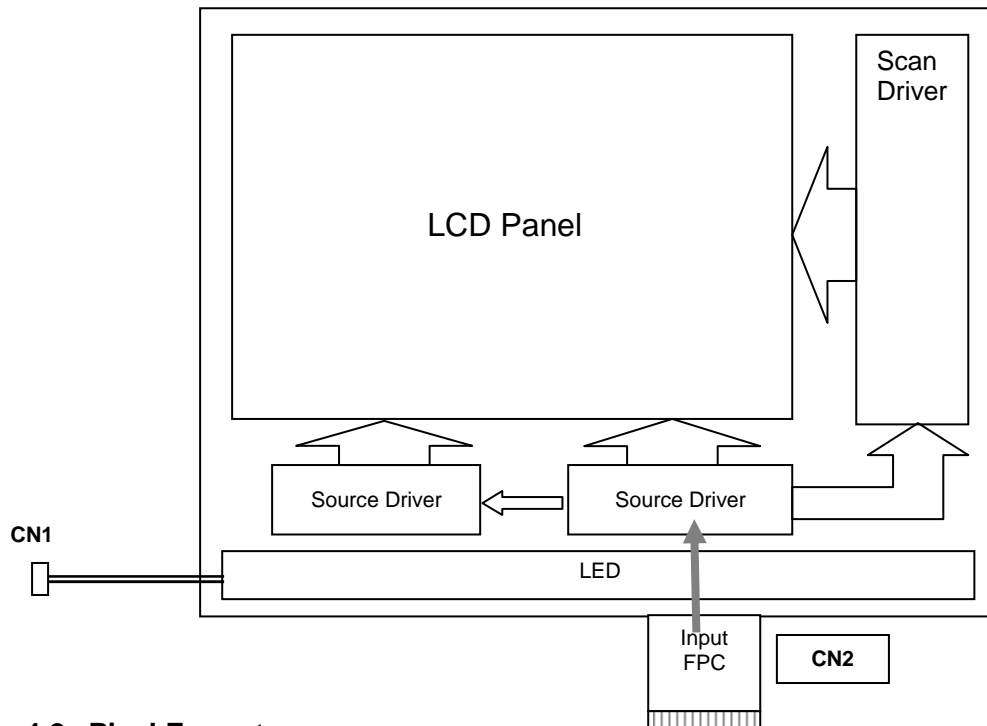 Scan
Driver
LCD Panel
Source Driver
Source Driver
CN1
LED
Input
FPC
CN2